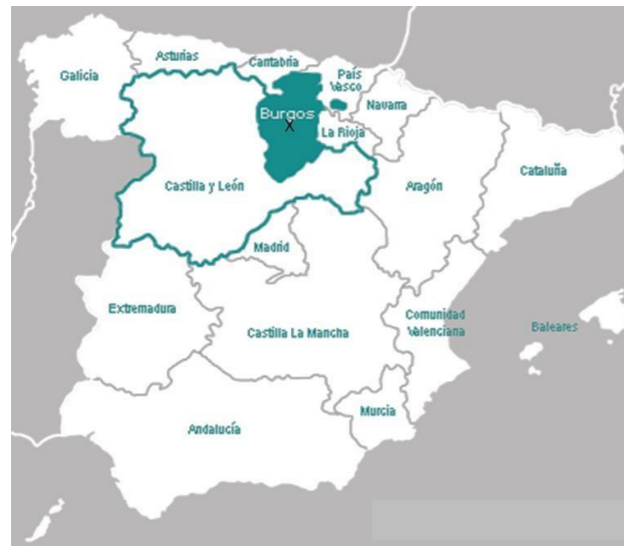 Asturias
Cantabria
Galicia
País
Vasco
Navarra
Burgos
X
La Rioja
Castilla y León
Aragón
Cataluña
Madrid
Extremadura
Comunidad
Valenciana
Baleares
Castilla La Mancha
Murcia
Andalucía